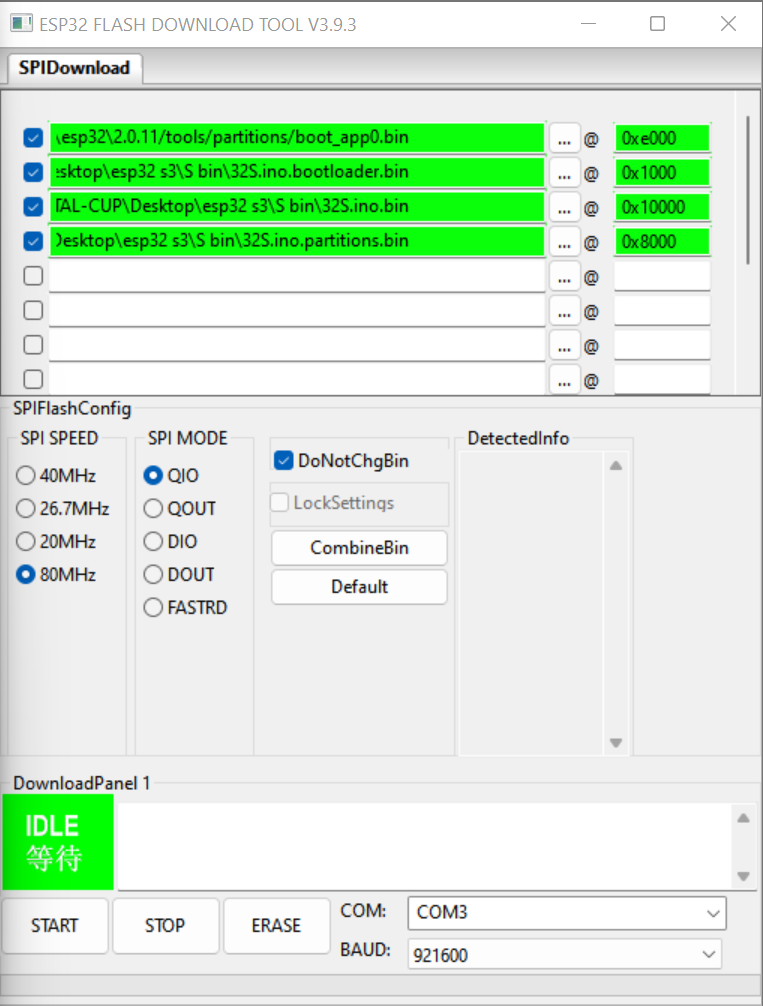 ESP32 FLASH DOWNLOAD TOOL V3.9.3
SPIDownload
\esp32\2.0.11/tools/partitions/boot_app0.bin ... @ 0xe000
esktop\esp32 s3\S bin\32S.ino.bootloader.bin ... @ 0x1000
TAL-CUP\Desktop\esp32 s3\S bin\32S.ino.bin ... @ 0x10000
Desktop\esp32 s3\S bin\32S.ino.partitions.bin ... @ 0x8000
... @
... @
... @
... @
SPIFlashConfig
SPI SPEED
40MHz
26.7MHz
20MHz
80MHz
SPI MODE
QIO
QOUT
DIO
DOUT
FASTRD
DoNotChgBin
LockSettings
CombineBin
Default
DetectedInfo
DownloadPanel 1
IDLE
等待
START STOP ERASE
COM: COM3
BAUD: 921600